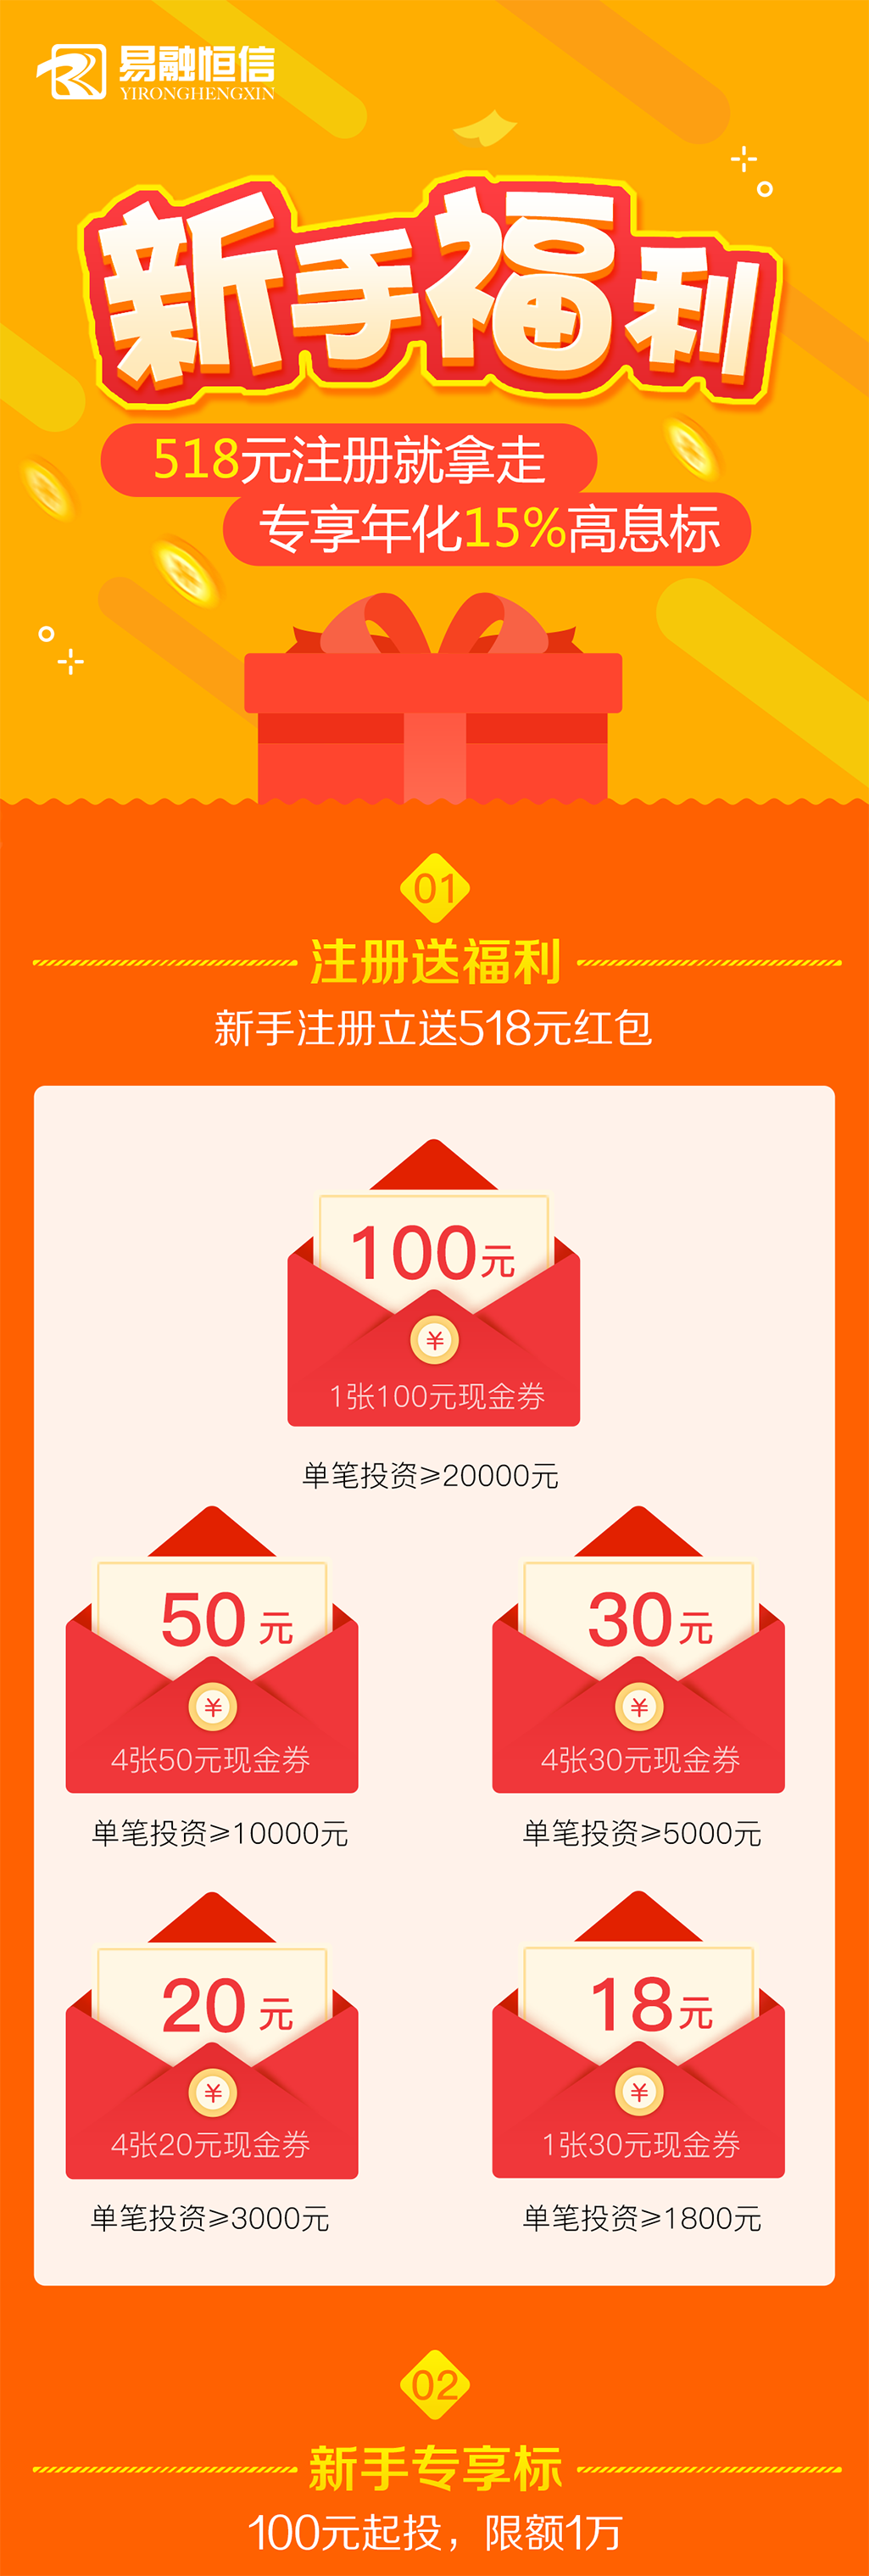 易融恒信
YIRONGHENGXIN
新手福利
518元注册就拿走
专享年化15%高息标
01
注册送福利
新手注册立送518元红包
100元
¥
1张100元现金券
单笔投资≥20000元
50元
¥
4张50元现金券
单笔投资≥10000元
30元
¥
4张30元现金券
单笔投资≥5000元
20元
¥
4张20元现金券
单笔投资≥3000元
18元
¥
1张30元现金券
单笔投资≥1800元
02
新手专享标
100元起投，限额1万